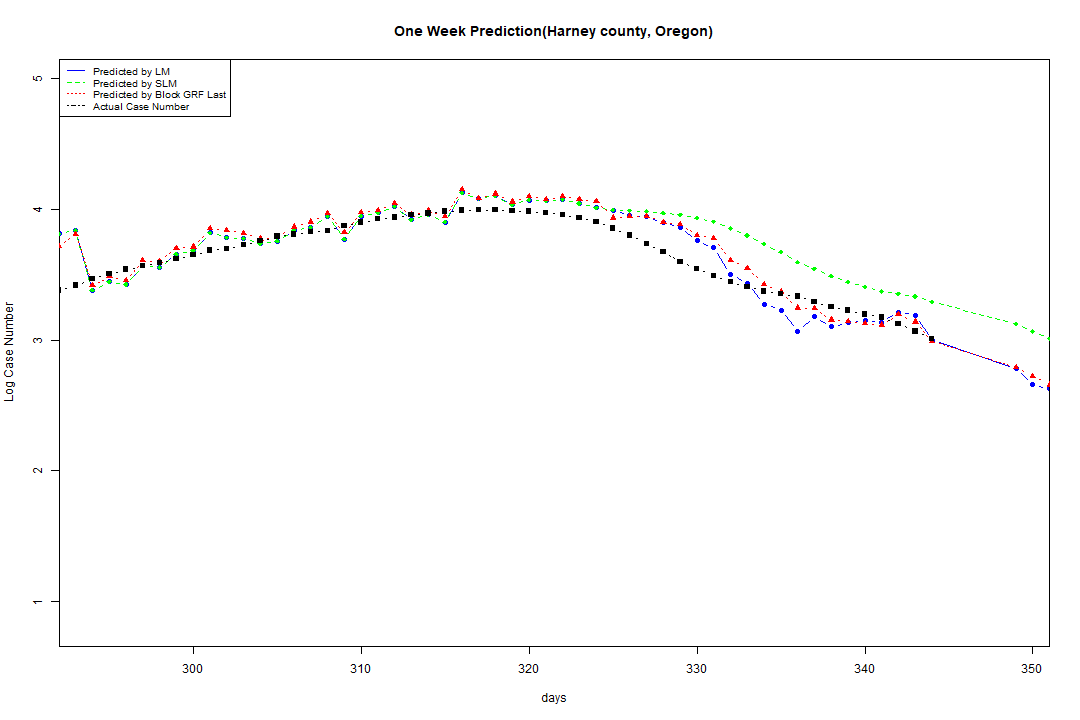 One Week Prediction(Harney county, Oregon)
Predicted by LM
Predicted by SLM
Predicted by Block GRF Last
Actual Case Number
5
4
3
2
1
Log Case Number
300 310 320 330 340 350
days